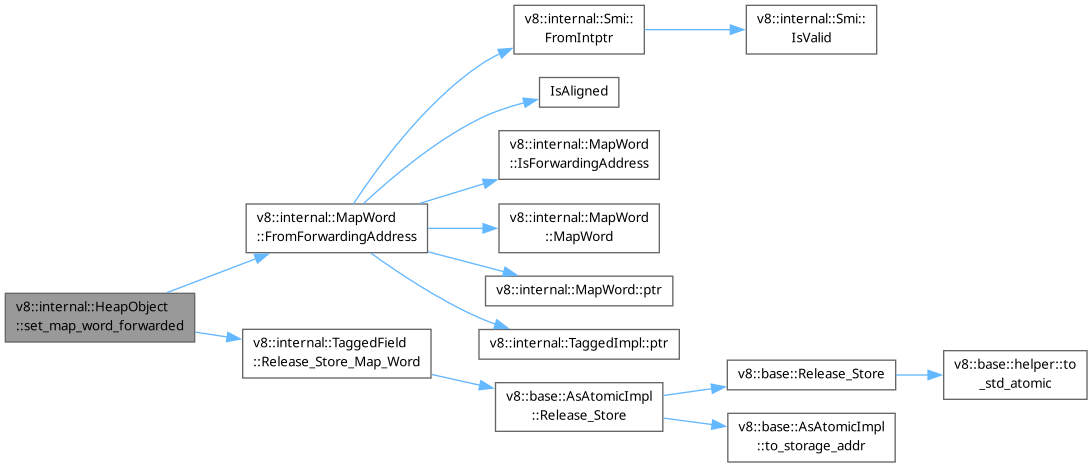 v8::internal::Smi::
FromIntptr
v8::internal::Smi::
IsValid
IsAligned
v8::internal::MapWord
::IsForwardingAddress
v8::internal::MapWord
::FromForwardingAddress
v8::internal::MapWord
::MapWord
v8::internal::MapWord::ptr
v8::internal::HeapObject
::set_map_word_forwarded
v8::internal::TaggedImpl::ptr
v8::internal::TaggedField
::Release_Store_Map_Word
v8::base::Release_Store
v8::base::helper::to
_std_atomic
v8::base::AsAtomicImpl
::Release_Store
v8::base::AsAtomicImpl
::to_storage_addr